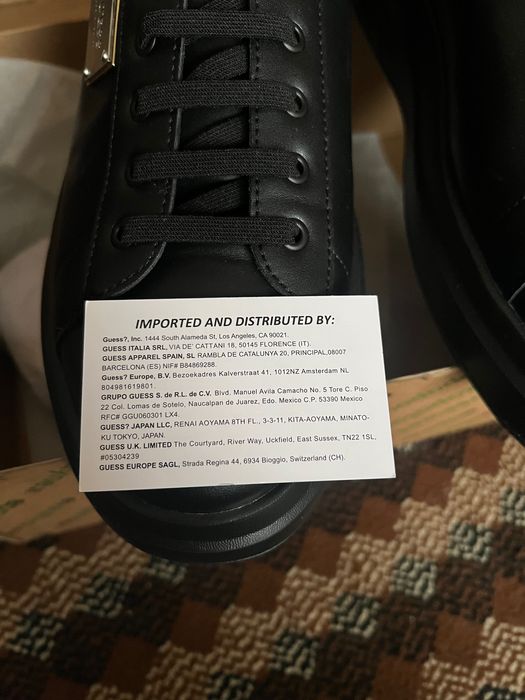 IMPORTED AND DISTRIBUTED BY:
Guess?, Inc. 1444 South Alameda St, Los Angeles, CA 90021.
GUESS ITALIA SRL, VIA DE' CATTANI 18, 50145 FLORENCE (IT).
GUESS APPAREL SPAIN, SL RAMBLA DE CATALUNYA 20, PRINCIPAL,08007
BARCELONA (ES) NIF# B84869288.
Guess? Europe, B.V. Bezoekadres Kalverstraat 41, 1012NZ Amsterdam NL
804981619801.
GRUPO GUESS S. de R.L. de C.V. Blvd. Manuel Avila Camacho No. 5 Tore C. Piso
22 Col. Lomas de Sotelo, Naucalpan de Juarez, Edo. Mexico C.P. 53390 Mexico
RFC# GGU060301 LX4.
GUESS? JAPAN LLC, RENAI AOYAMA 8TH FL., 3-3-11, KITA-AOYAMA, MINATO-
KU TOKYO, JAPAN.
GUESS U.K. LIMITED The Courtyard, River Way, Uckfield, East Sussex, TN22 1SL,
#05304239
GUESS EUROPE SAGL, Strada Regina 44, 6934 Bioggio, Switzerland (CH).